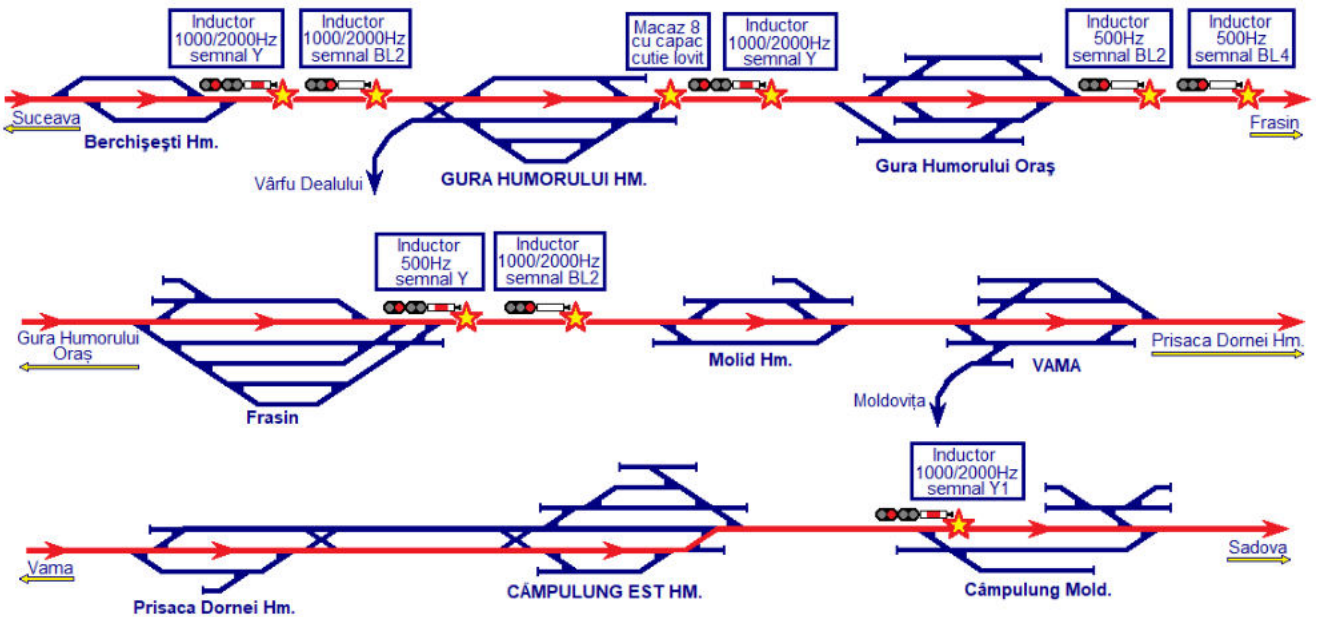 Inductor
1000/2000Hz
semnal Y
Inductor
1000/2000Hz
semnal BL2
Macaz 8
cu capac
cutie lovit
Inductor
1000/2000Hz
semnal Y
Inductor
500Hz
semnal BL2
Inductor
500Hz
semnal BL4
Suceava
Berchişeşti Hm.
Vârfu Dealului
GURA HUMORULUI HM.
Gura Humorului Oraş
Frasin
Inductor
500Hz
semnal Y
Inductor
1000/2000Hz
semnal BL2
Gura Humorului
Oraș
Frasin
Molid Hm.
Moldovița
VAMA
Prisaca Dornei Hm.
Inductor
1000/2000Hz
semnal Y1
Vama
Prisaca Dornei Hm.
CÂMPULUNG EST HM.
Câmpulung Mold.
Sadova